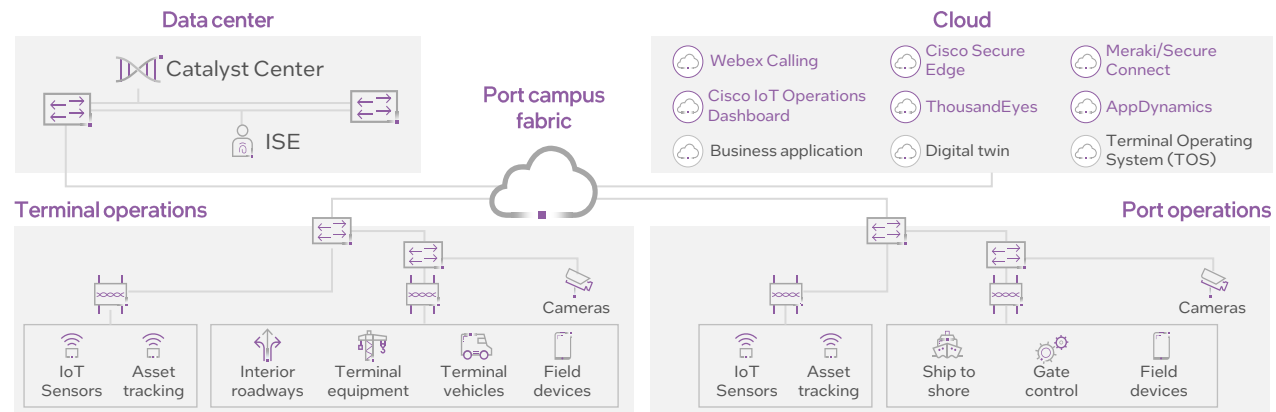 Data center
Catalyst Center
ISE
Port campus
fabric
Cloud
Webex Calling
Cisco Secure
Edge
Meraki/Secure
Connect
Cisco IoT Operations
Dashboard
ThousandEyes
AppDynamics
Business application
Digital twin
Terminal Operating
System (TOS)
Terminal operations
Cameras
IoT
Sensors
Asset
tracking
Interior
roadways
Terminal
equipment
Terminal
vehicles
Field
devices
Port operations
Cameras
IoT
Sensors
Asset
tracking
Ship to
shore
Gate
control
Field
devices